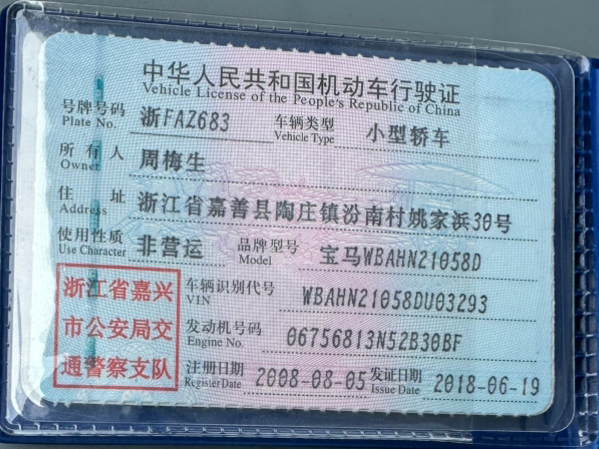 中华人民共和国机动车行驶证
Vehicle License of the People's Republic of China
号牌号码 浙FAZ683 车辆类型 小型轿车
Plate No. Vehicle Type
所有人 周梅生
Owner
住址 浙江省嘉善县陶庄镇汾南村姚家浜30号
Address
使用性质 非营运 品牌型号 宝马WBAHN21058D
Use Character Model
浙江省嘉兴
市公安局交
通警察支队
车辆识别代号 WBAHN21058DU03293
VIN
发动机号码 06756813N52B30BF
Engine No.
注册日期 2008-08-05 发证日期 2018-06-19
Register Date Issue Date